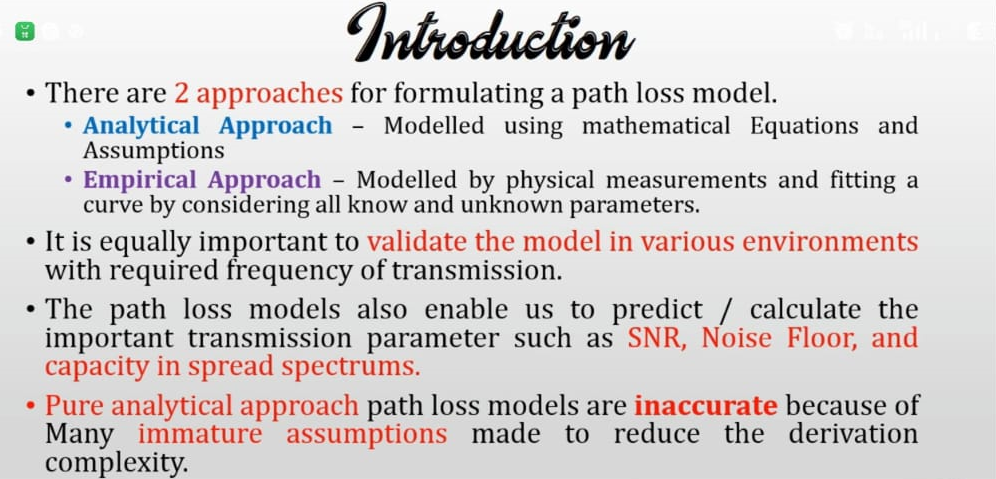 Introduction
• There are 2 approaches for formulating a path loss model.
• Analytical Approach – Modelled using mathematical Equations and
Assumptions
• Empirical Approach – Modelled by physical measurements and fitting a
curve by considering all know and unknown parameters.
• It is equally important to validate the model in various environments
with required frequency of transmission.
• The path loss models also enable us to predict / calculate the
important transmission parameter such as SNR, Noise Floor, and
capacity in spread spectrums.
• Pure analytical approach path loss models are inaccurate because of
Many immature assumptions made to reduce the derivation
complexity.